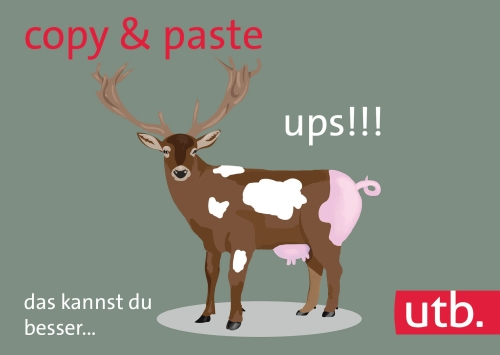 copy & paste
ups!!!
das kannst du
besser...
utb.